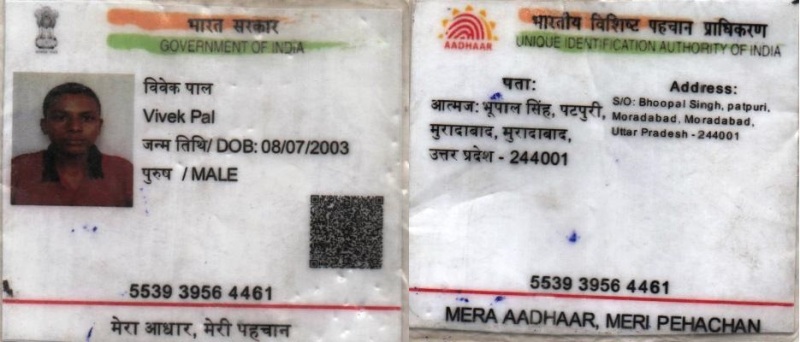 भारत सरकार
GOVERNMENT OF INDIA
विवेक पाल
Vivek Pal
जन्म तिथि/ DOB: 08/07/2003
पुरुष / MALE
5539 3956 4461
मेरा आधार, मेरी पहचान
भारतीय विशिष्ट पहचान प्राधिकरण
AADHAAR
UNIQUE IDENTIFICATION AUTHORITY OF INDIA
पता:
आत्मज: भूपाल सिंह, पटपुरी,
मुरादाबाद, मुरादाबाद,
उत्तर प्रदेश - 244001
Address:
S/O: Bhoopal Singh, patpuri,
Moradabad, Moradabad,
Uttar Pradesh - 244001
5539 3956 4461
MERA AADHAAR, MERI PEHACHAN